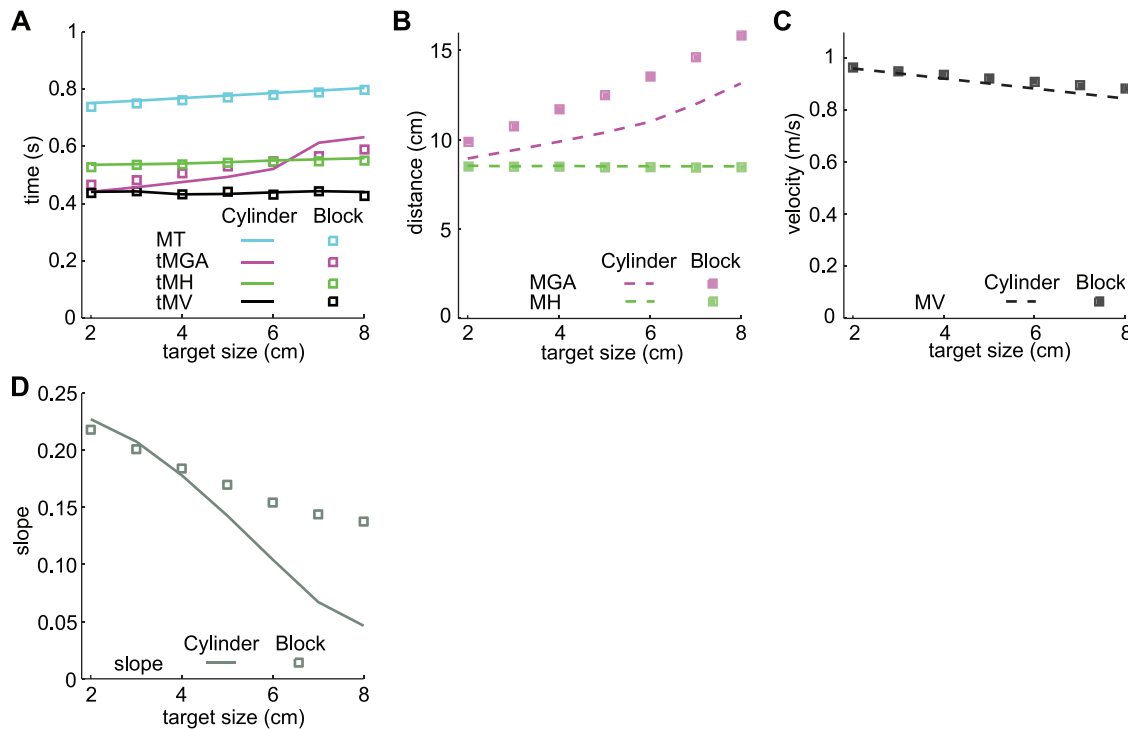 A
1
0.8
0.6
0.4
0.2
0
time (s)
Cylinder Block
MT
tMGA
tMH
tMV
2 4 6 8
target size (cm)
B
15
10
5
0
distance (cm)
Cylinder Block
MGA
MH
2 4 6 8
target size (cm)
C
1
0.8
0.6
0.4
0.2
0
velocity (m/s)
Cylinder Block
MV
2 4 6 8
target size (cm)
D
0.25
0.20
0.15
0.10
0.05
0
slope
Cylinder Block
slope
2 4 6 8
target size (cm)